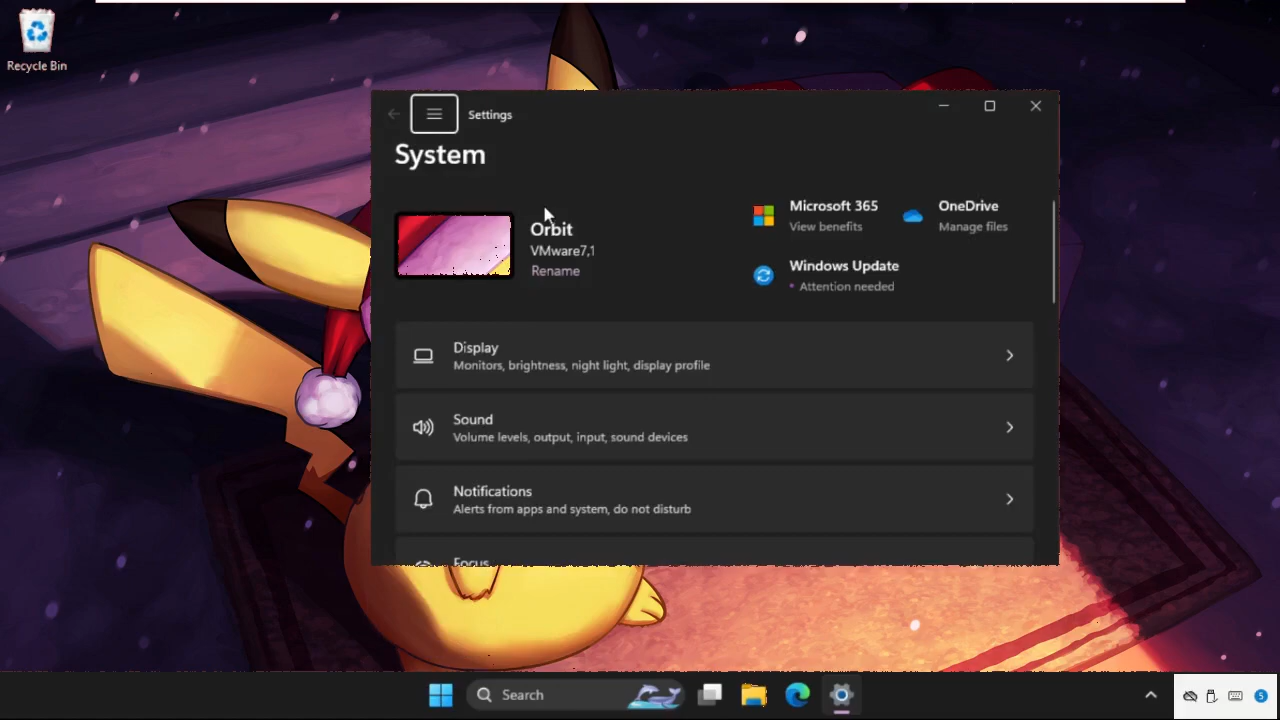 Recycle Bin
Settings
System
Orbit
VMware7,1
Rename
Microsoft 365
View benefits
OneDrive
Manage files
Windows Update
• Attention needed
Display
Monitors, brightness, night light, display profile
Sound
Volume levels, output, input, sound devices
Notifications
Alerts from apps and system, do not disturb
Focus
Search
5